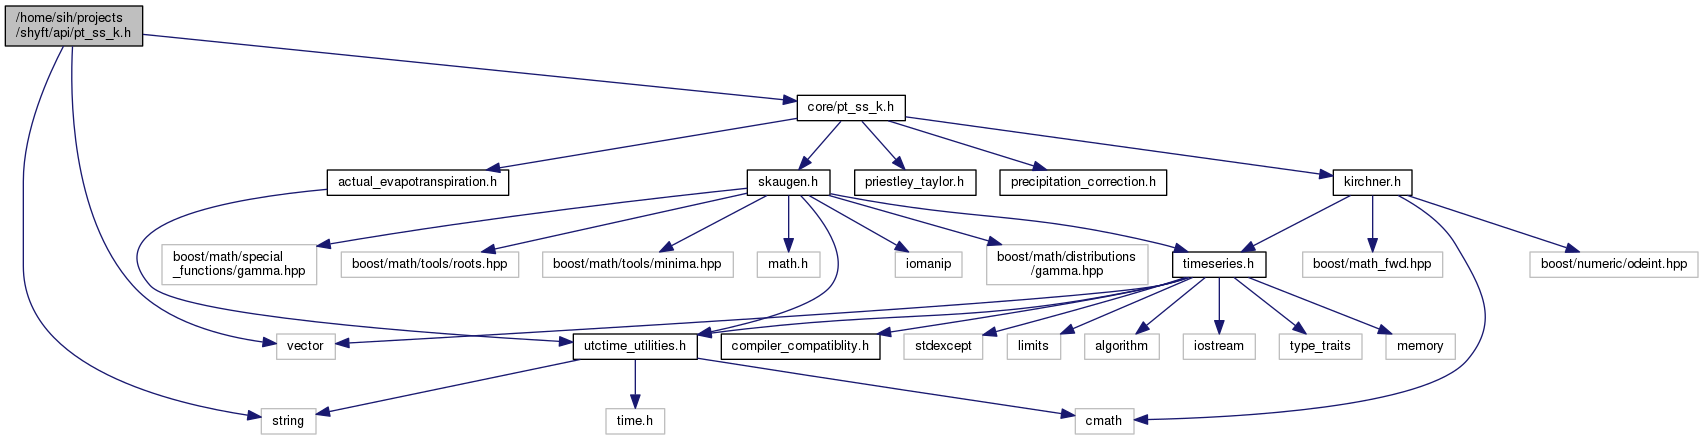 /home/sih/projects
/shyft/api/pt_ss_k.h
core/pt_ss_k.h
actual_evapotranspiration.h
skaugen.h
priestley_taylor.h
precipitation_correction.h
kirchner.h
boost/math/special
_functions/gamma.hpp
boost/math/tools/roots.hpp
boost/math/tools/minima.hpp
math.h
iomanip
boost/math/distributions
/gamma.hpp
timeseries.h
boost/math_fwd.hpp
boost/numeric/odeint.hpp
vector
utctime_utilities.h
compiler_compatiblity.h
stdexcept
limits
algorithm
iostream
type_traits
memory
string
time.h
cmath